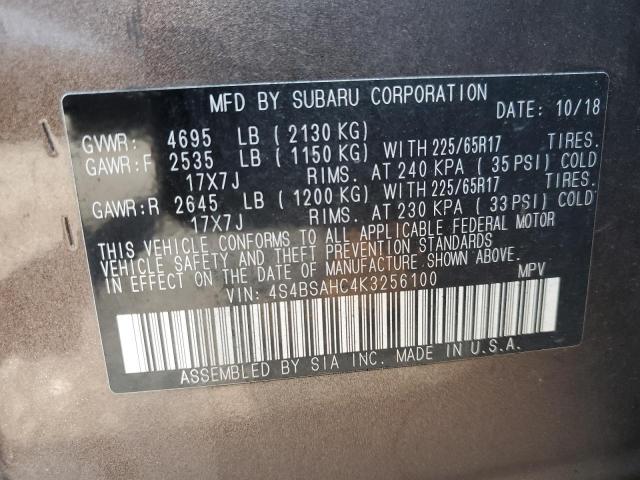 MFD BY SUBARU CORPORATION
DATE: 10/18
GVWR: 4695 LB (2130 KG)
GAWR:F 2535 LB (1150 KG) WITH 225/65R17 TIRES.
17X7J RIMS. AT 240 KPA (35 PSI) COLD
GAWR:R 2645 LB (1200 KG) WITH 225/65R17 TIRES.
17X7J RIMS. AT 230 KPA (33 PSI) COLD
THIS VEHICLE CONFORMS TO ALL APPLICABLE FEDERAL MOTOR
VEHICLE SAFETY AND THEFT PREVENTION STANDARDS
IN EFFECT ON THE DATE OF MANUFACTURE SHOWN ABOVE.
VIN: 4S4BSAHC4K3256100 MPV
ASSEMBLED BY SIA INC. MADE IN U.S.A.